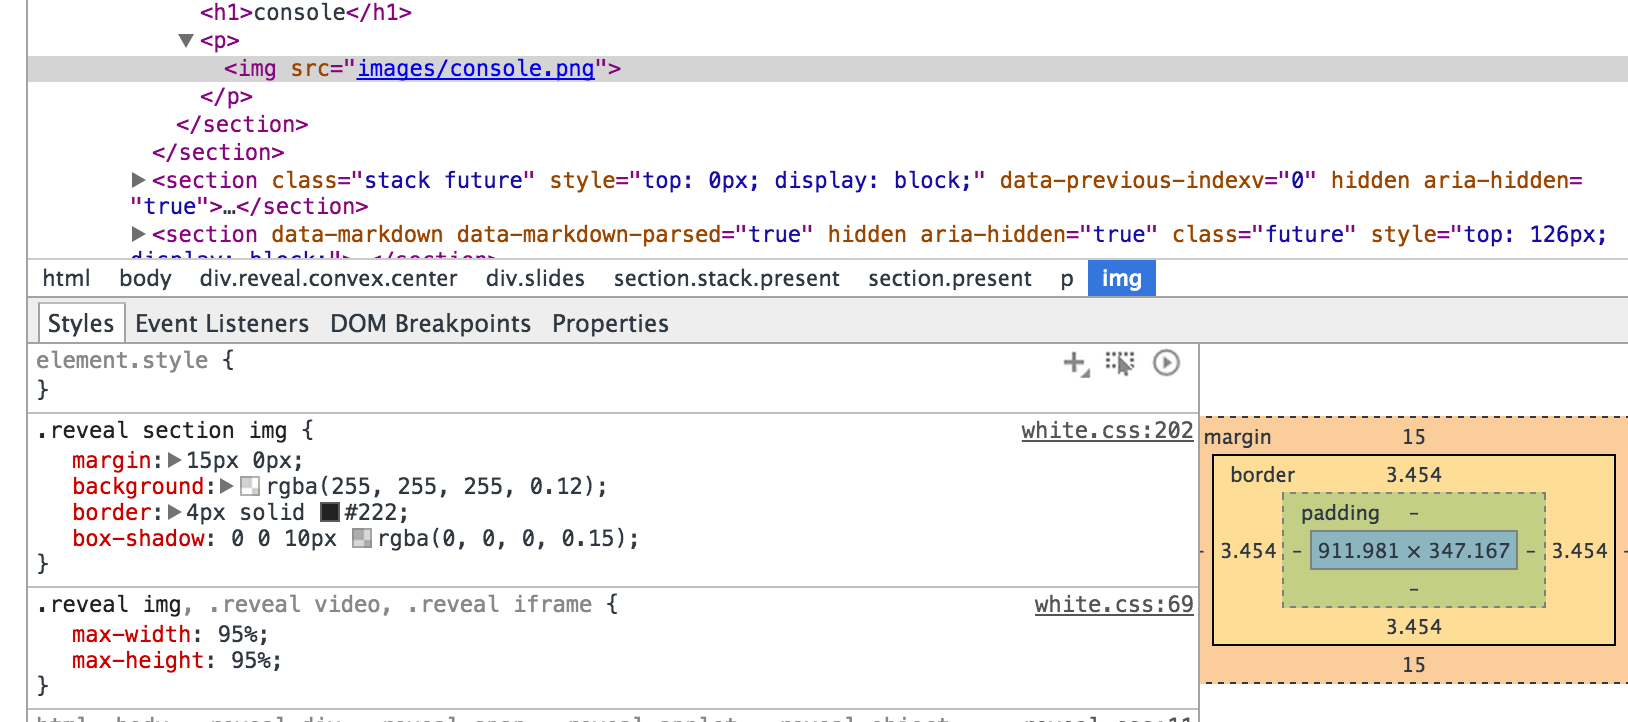 <h1>console</h1>
▼<p>
<img src="images/console.png">
</p>
</section>
</section>
▶<section class="stack future" style="top: 0px; display: block;" data-previous-indexv="0" hidden aria-hidden=
"true">…</section>
▶<section data-markdown data-markdown-parsed="true" hidden aria-hidden="true" class="future" style="top: 126px;
display: block;">…</section>
html body div.reveal.convex.center div.slides section.stack.present section.present p img
Styles Event Listeners DOM Breakpoints Properties
element.style {
}
.reveal section img { white.css:202
margin:▶15px 0px;
background:▶rgba(255, 255, 255, 0.12);
border:▶4px solid #222;
box-shadow: 0 0 10px rgba(0, 0, 0, 0.15);
}
.reveal img, .reveal video, .reveal iframe { white.css:69
max-width: 95%;
max-height: 95%;
}
margin 15
border 3.454
padding –
- 3.454 – 911.981 × 347.167 – 3.454 -
–
3.454
15